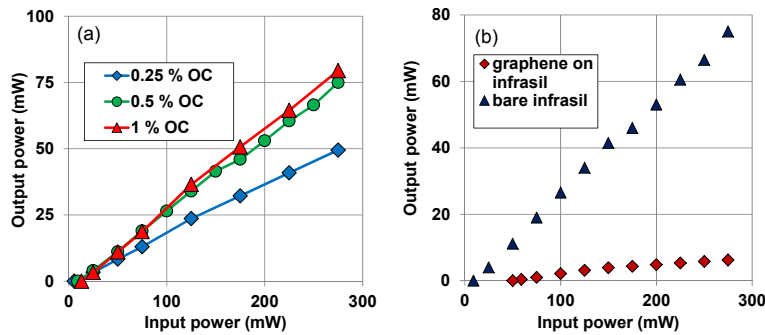 (a)
Output power (mW)
100
75
50
25
0
0.25 % OC
0.5 % OC
1 % OC
0 100 200 300
Input power (mW)
(b)
Output power (mW)
80
60
40
20
0
graphene on
infrasil
bare infrasil
0 100 200 300
Input power (mW)